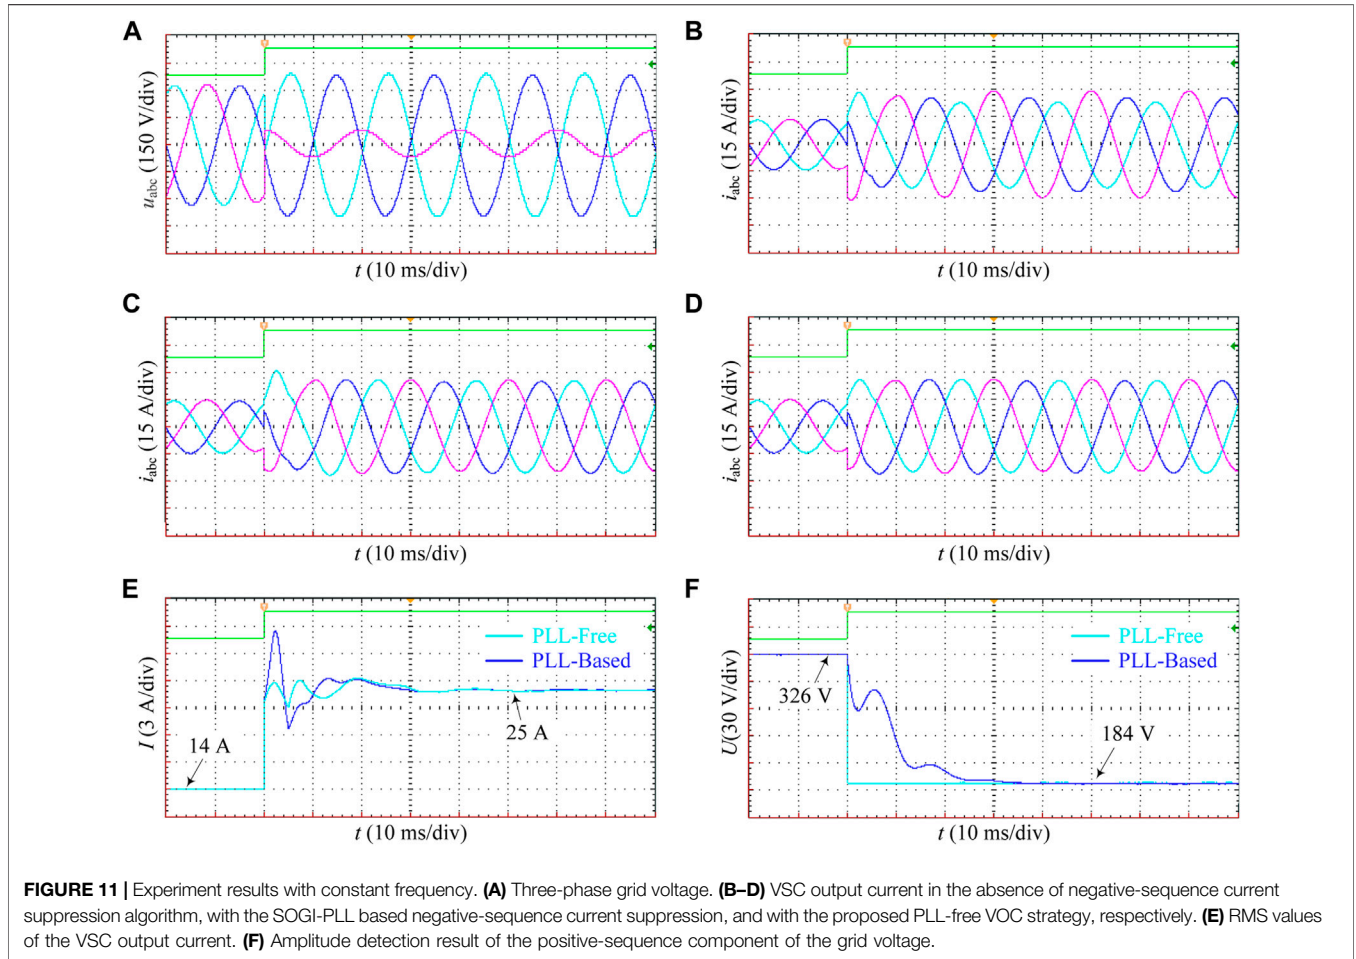 A
u_abc (150 V/div)
t (10 ms/div)
B
i_abc (15 A/div)
t (10 ms/div)
C
i_abc (15 A/div)
t (10 ms/div)
D
i_abc (15 A/div)
t (10 ms/div)
E
I (3 A/div)
PLL-Free
PLL-Based
14 A
25 A
t (10 ms/div)
F
U(30 V/div)
PLL-Free
PLL-Based
326 V
184 V
t (10 ms/div)
FIGURE 11 | Experiment results with constant frequency. (A) Three-phase grid voltage. (B–D) VSC output current in the absence of negative-sequence current
suppression algorithm, with the SOGI-PLL based negative-sequence current suppression, and with the proposed PLL-free VOC strategy, respectively. (E) RMS values
of the VSC output current. (F) Amplitude detection result of the positive-sequence component of the grid voltage.